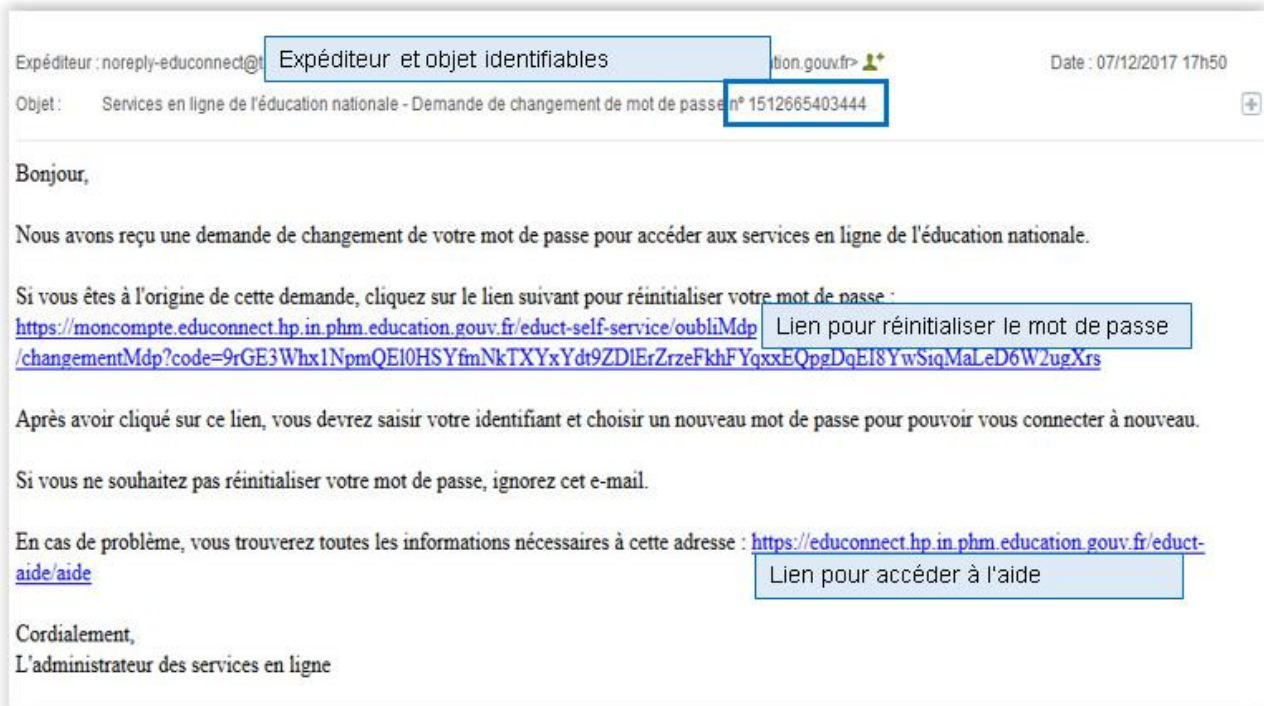 Expéditeur : noreply-educonnect@t Expéditeur et objet identifiables tion.gouv.fr> Date : 07/12/2017 17h50
Objet : Services en ligne de l'éducation nationale - Demande de changement de mot de passe n° 1512665403444
Bonjour,
Nous avons reçu une demande de changement de votre mot de passe pour accéder aux services en ligne de l'éducation nationale.
Si vous êtes à l'origine de cette demande, cliquez sur le lien suivant pour réinitialiser votre mot de passe :
https://moncompte.educonnect.hp.in.phm.education.gouv.fr/educt-self-service/oubliMdp Lien pour réinitialiser le mot de passe
/changementMdp?code=9rGE3Whx1NpmQEl0HSYfmNkTXYxYdt9ZDlErZrzeFkhFYqxxEQpgDqEI8YwSiqMaLeD6W2ugXrs
Après avoir cliqué sur ce lien, vous devrez saisir votre identifiant et choisir un nouveau mot de passe pour pouvoir vous connecter à nouveau.
Si vous ne souhaitez pas réinitialiser votre mot de passe, ignorez cet e-mail.
En cas de problème, vous trouverez toutes les informations nécessaires à cette adresse : https://educonnect.hp.in.phm.education.gouv.fr/educt-
aide/aide Lien pour accéder à l'aide
Cordialement,
L'administrateur des services en ligne